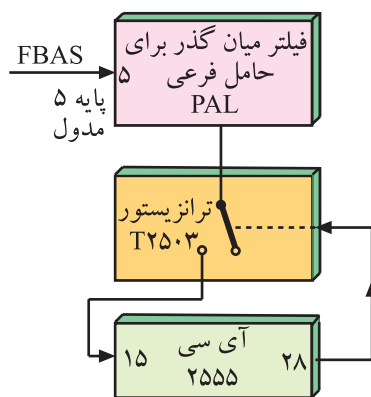 FBAS
پایه ۵
مدول
۵
فیلتر میان گذر برای
حامل فرعی
PAL
ترانزیستور
T۲۵۰۳
۱۵
آی سی
۲۵۵۵
۲۸